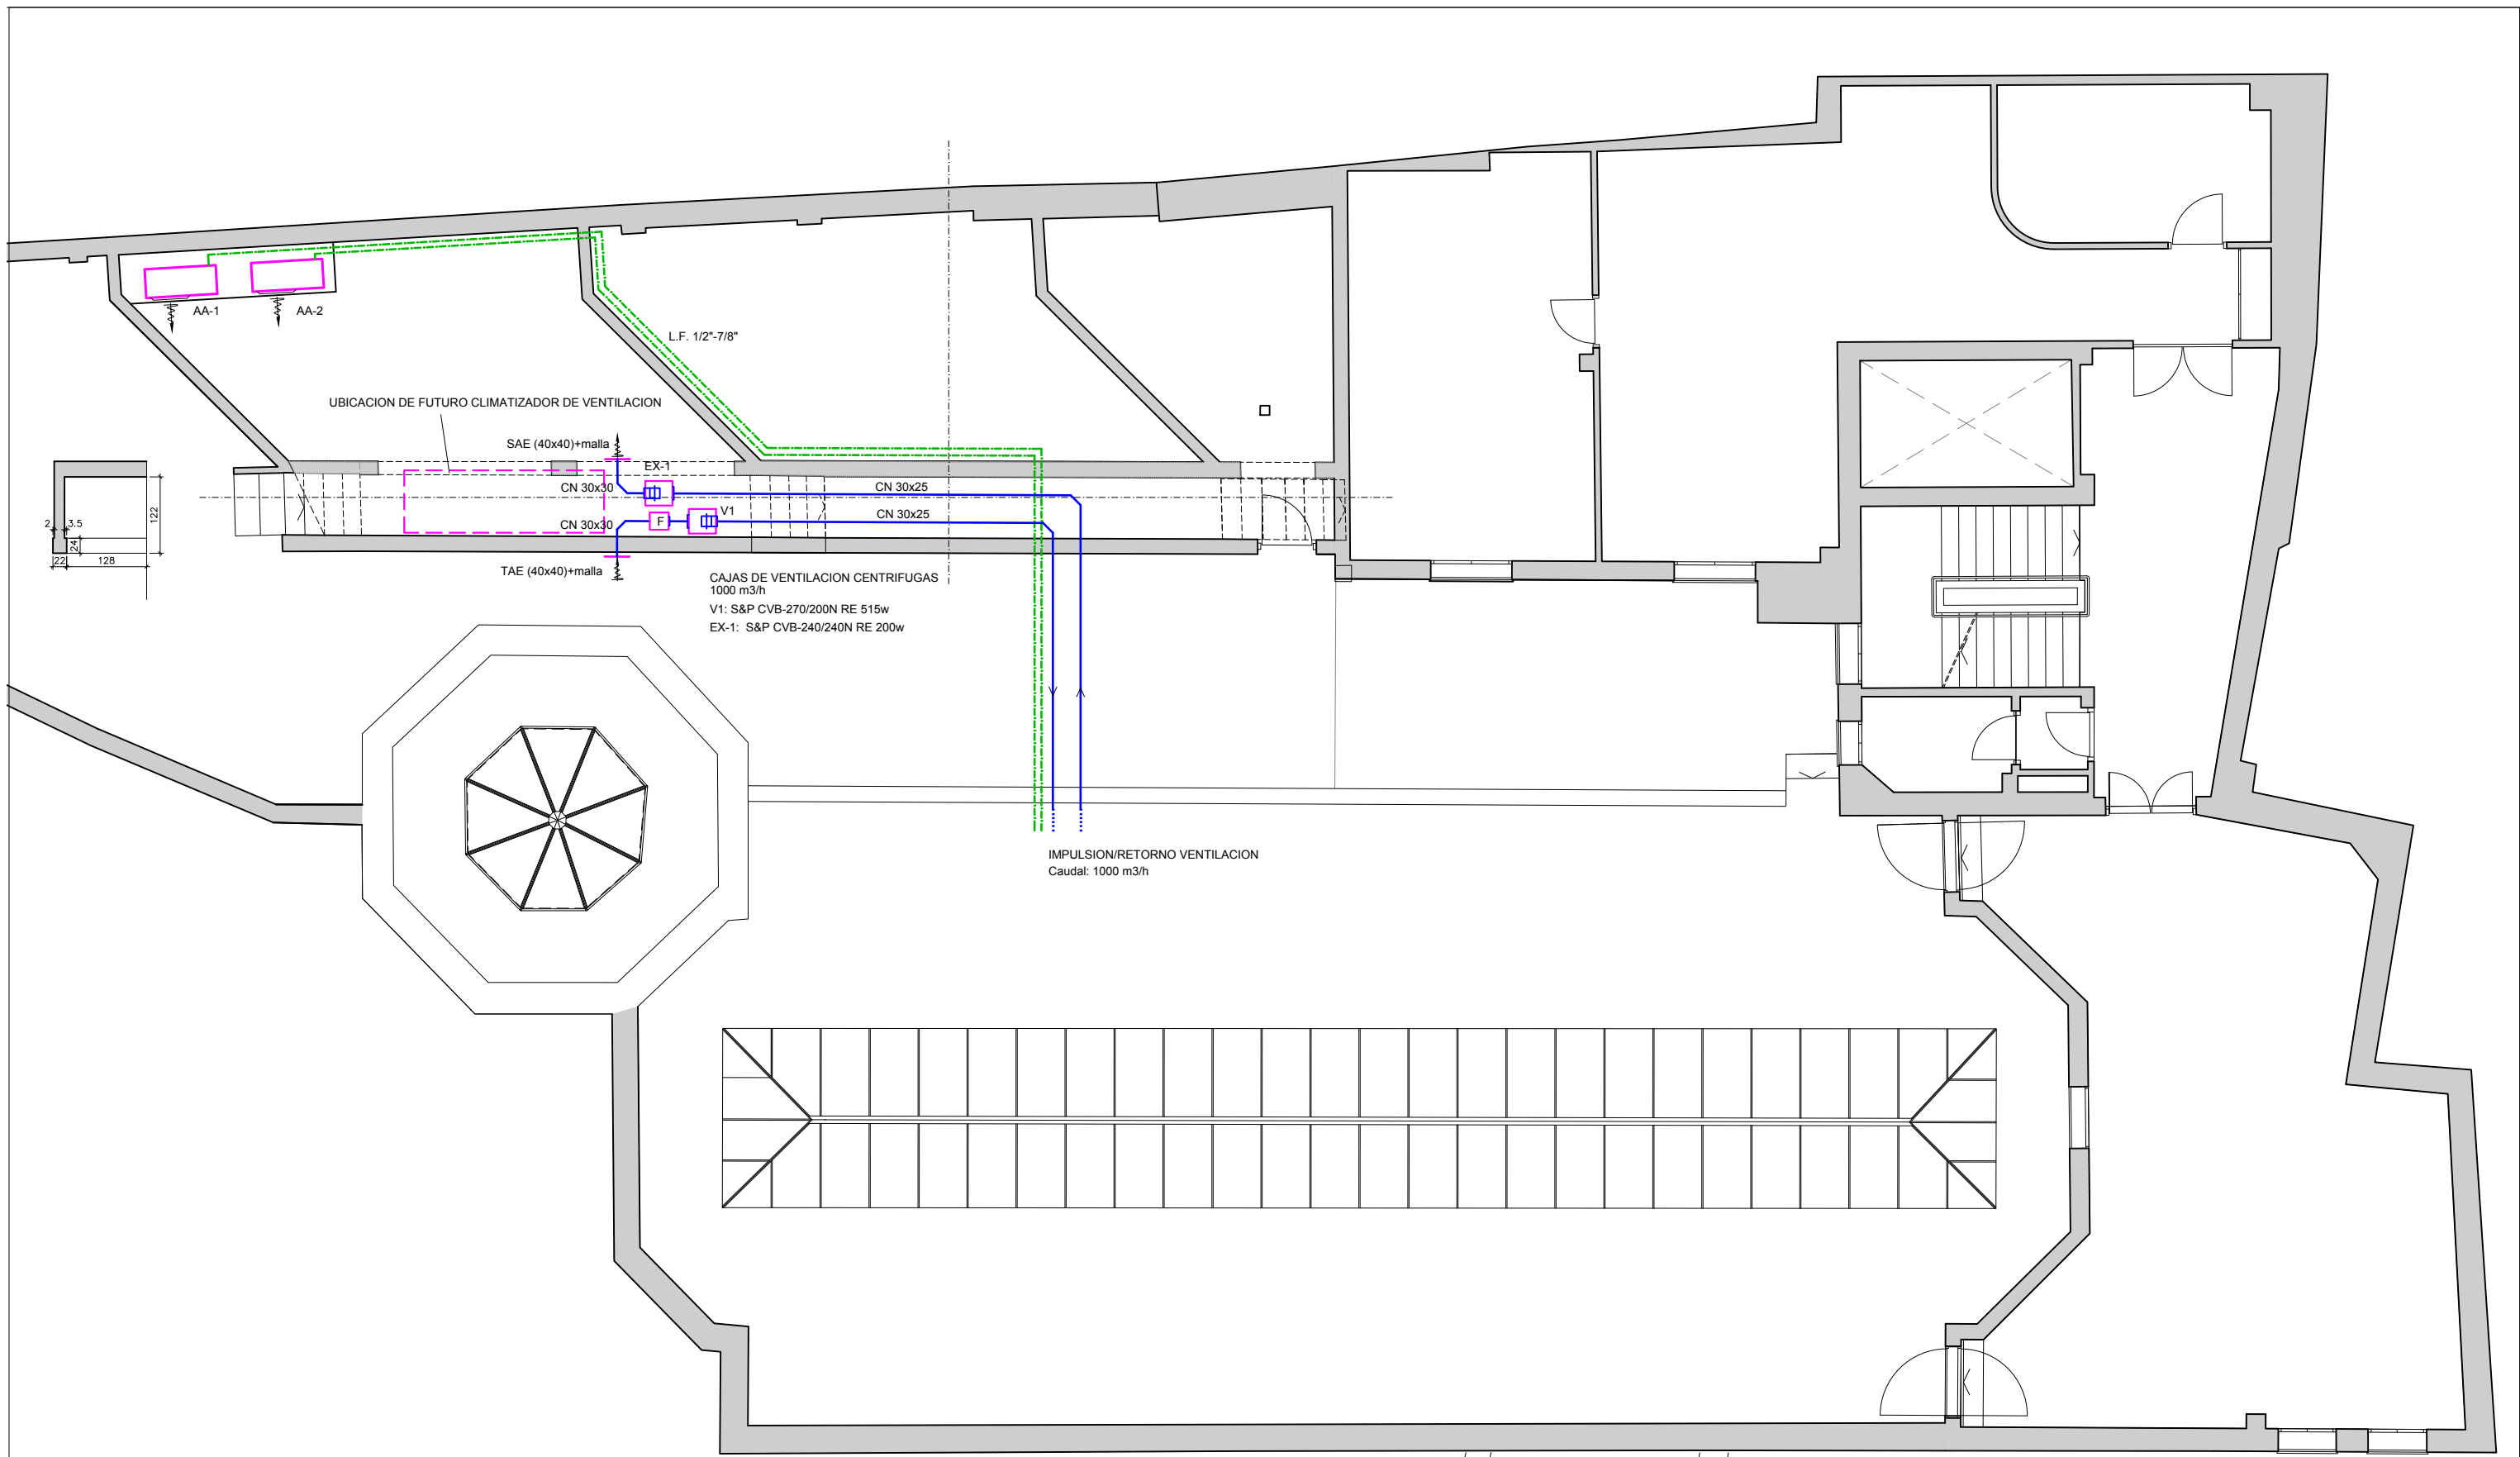 AA-1
AA-2
L.F. 1/2"-7/8"
UBICACION DE FUTURO CLIMATIZADOR DE VENTILACION
SAE (40x40)+malla
EX-1
CN 30x30
CN 30x25
V1
CN 30x30
F
CN 30x25
2
3.5
122
24
22
128
TAE (40x40)+malla
CAJAS DE VENTILACION CENTRIFUGAS
1000 m3/h
V1: S&P CVB-270/200N RE 515w
EX-1: S&P CVB-240/240N RE 200w
IMPULSION/RETORNO VENTILACION
Caudal: 1000 m3/h